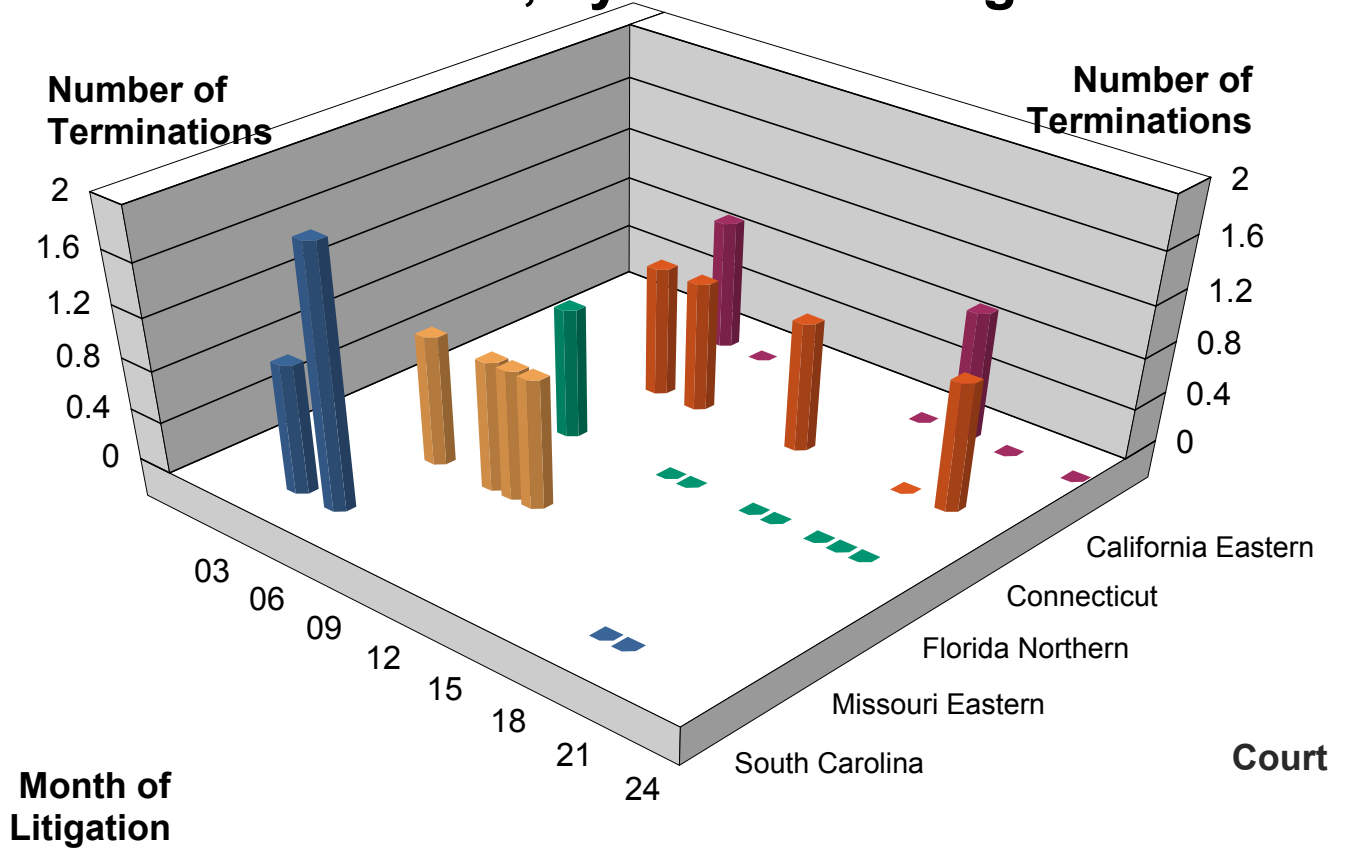 Number of
Terminations
Number of
Terminations
2
1.6
1.2
0.8
0.4
0
2
1.6
1.2
0.8
0.4
0
03
06
09
12
15
18
21
24
California Eastern
Connecticut
Florida Northern
Missouri Eastern
South Carolina
Court
Month of
Litigation